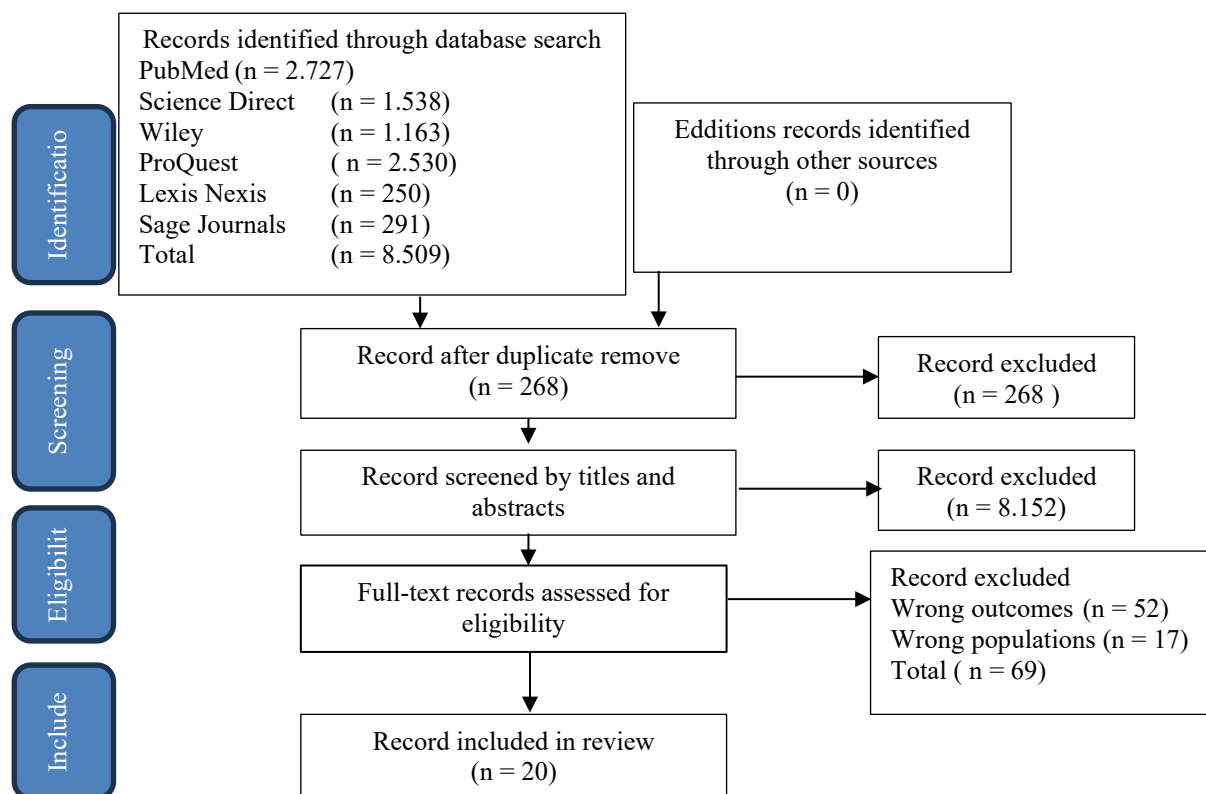 Identificatio
Records identified through database search
PubMed (n = 2.727)
Science Direct (n = 1.538)
Wiley (n = 1.163)
ProQuest ( n = 2.530)
Lexis Nexis (n = 250)
Sage Journals (n = 291)
Total (n = 8.509)
Edditions records identified
through other sources
(n = 0)
Screening
Record after duplicate remove
(n = 268)
Record excluded
(n = 268 )
Record screened by titles and
abstracts
Record excluded
(n = 8.152)
Eligibilit
Full-text records assessed for
eligibility
Record excluded
Wrong outcomes (n = 52)
Wrong populations (n = 17)
Total ( n = 69)
Include
Record included in review
(n = 20)